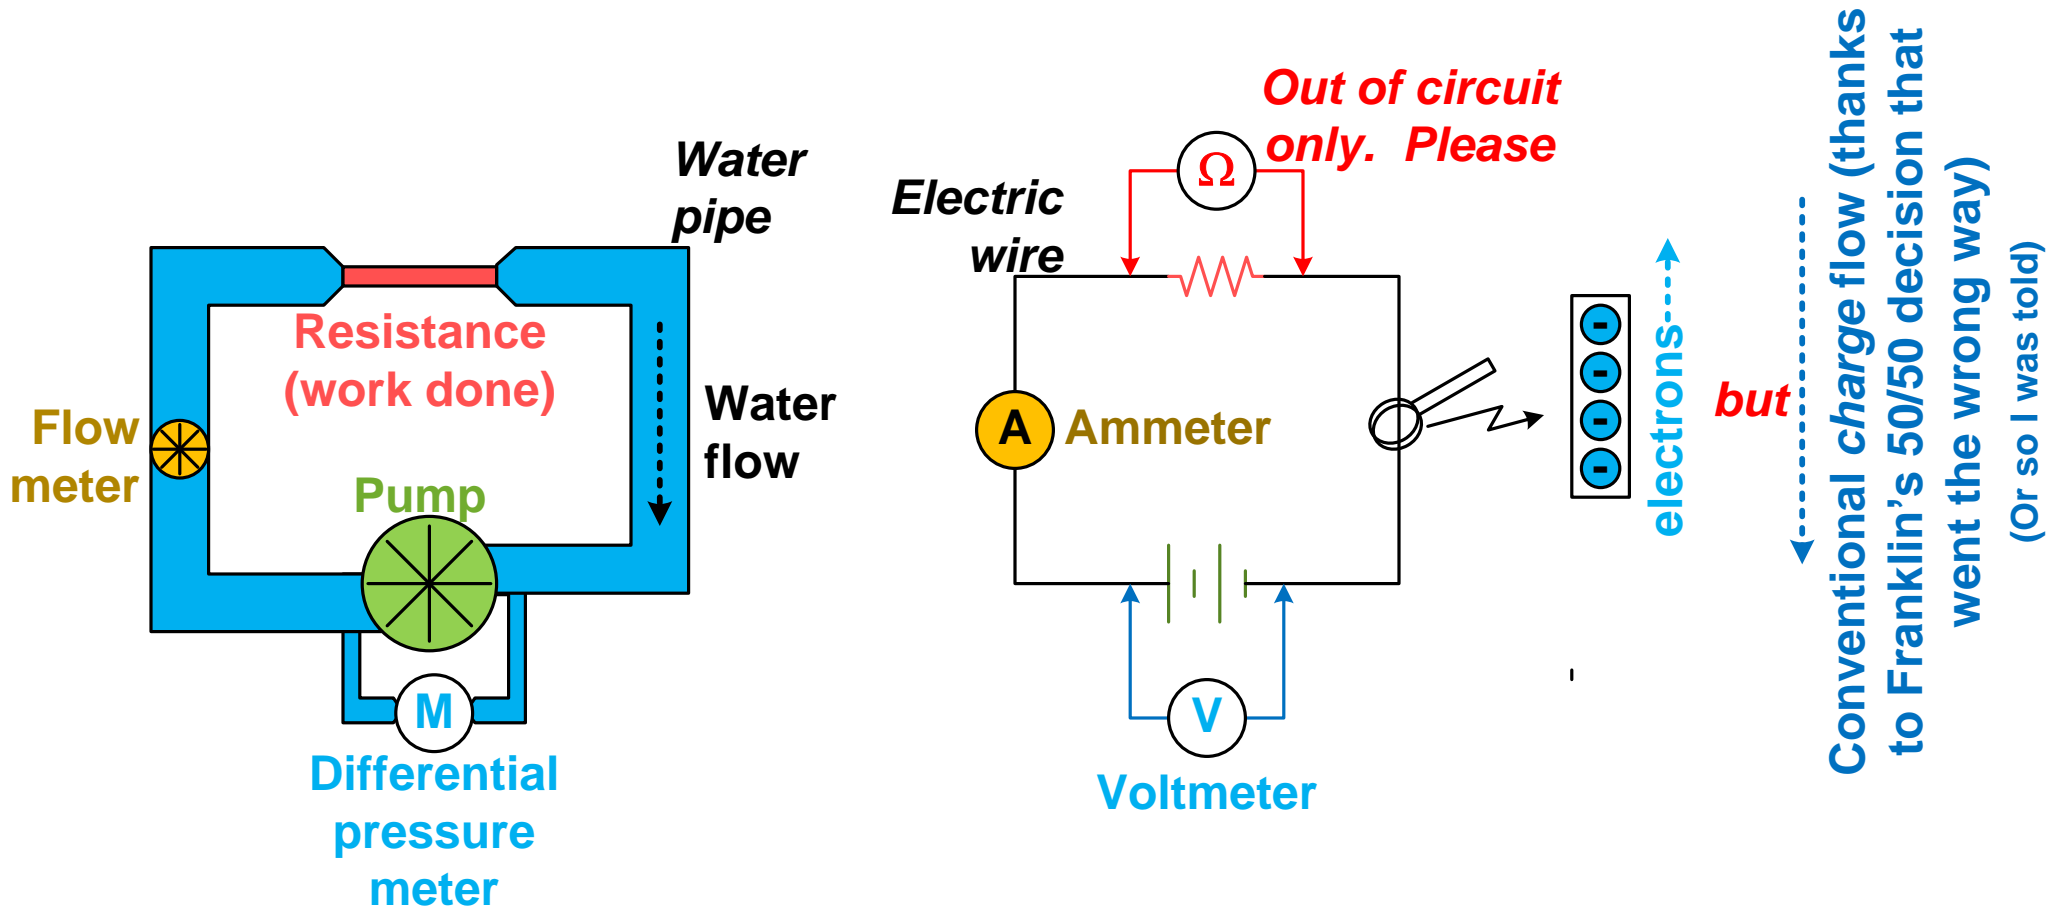 Water
pipe
Resistance
(work done)
Flow
meter
Water
flow
Pump
M
Differential
pressure
meter
Out of circuit
only.  Please
Ω
Electric
wire
A
Ammeter
V
Voltmeter
-
-
-
-
electrons
but
Conventional charge flow (thanks
to Franklin’s 50/50 decision that
went the wrong way)
(Or so I was told)